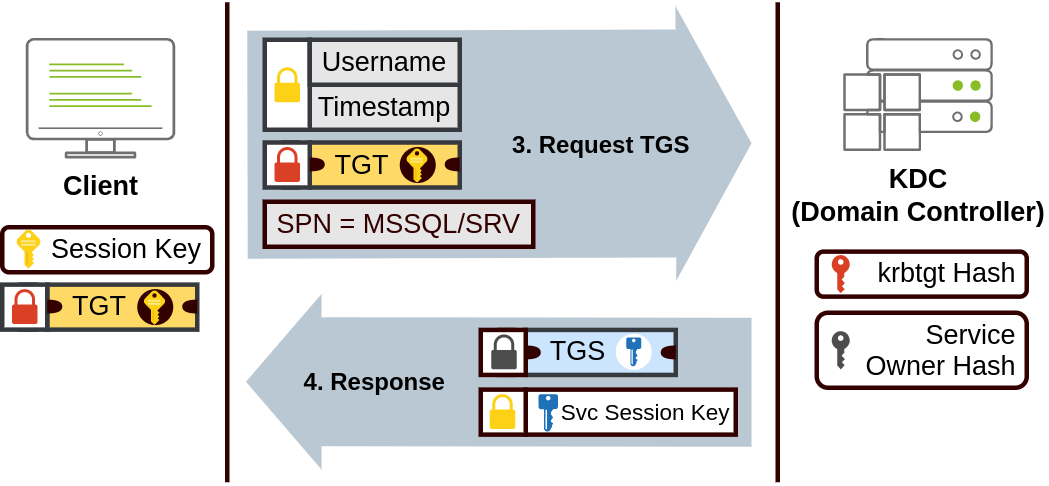 Client
Session Key
TGT
Username
Timestamp
TGT
SPN = MSSQL/SRV
3. Request TGS
4. Response
TGS
Svc Session Key
KDC
(Domain Controller)
krbtgt Hash
Service
Owner Hash